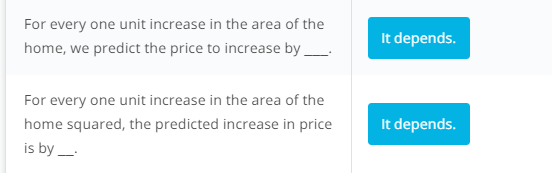 For every one unit increase in the area of the
home, we predict the price to increase by ___.
It depends.
For every one unit increase in the area of the
home squared, the predicted increase in price
is by __.
It depends.